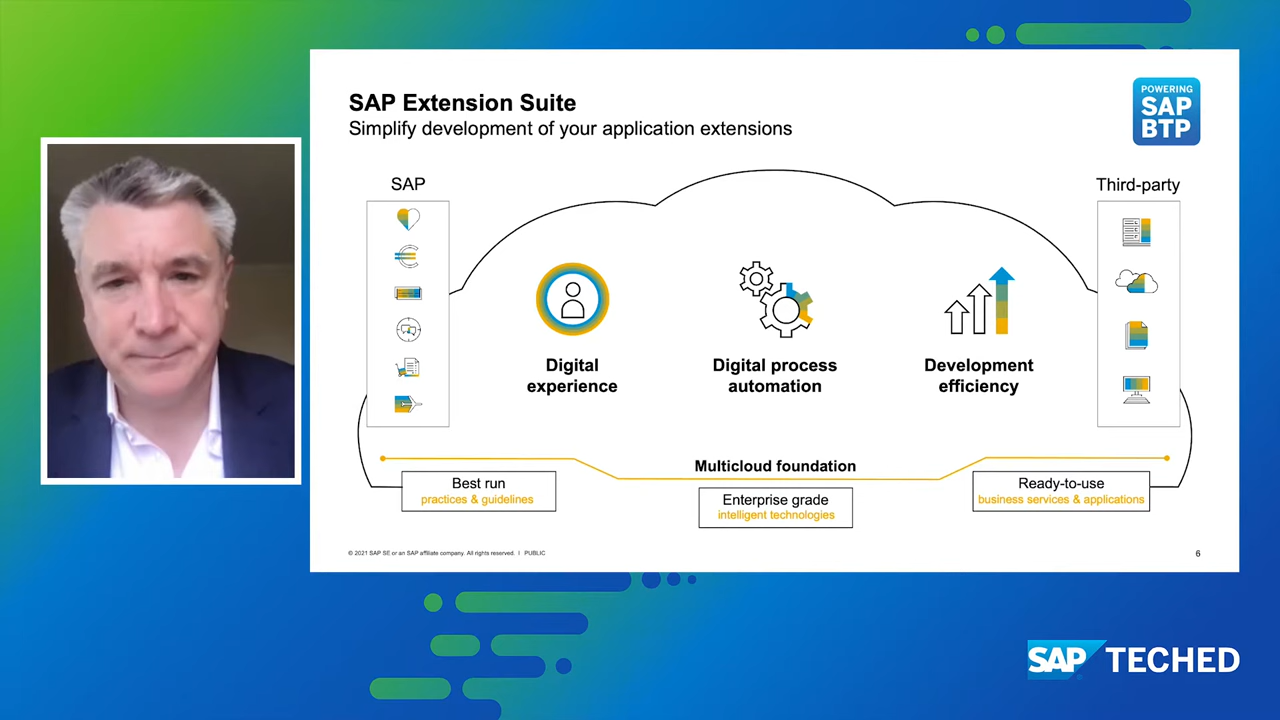 SAP Extension Suite
Simplify development of your application extensions
POWERING
SAP
BTP
SAP
Third-party
Digital
experience
Digital process
automation
Development
efficiency
Multicloud foundation
Best run
practices & guidelines
Enterprise grade
intelligent technologies
Ready-to-use
business services & applications
© 2021 SAP SE or an SAP affiliate company. All rights reserved. I PUBLIC
6
SAP TECHED